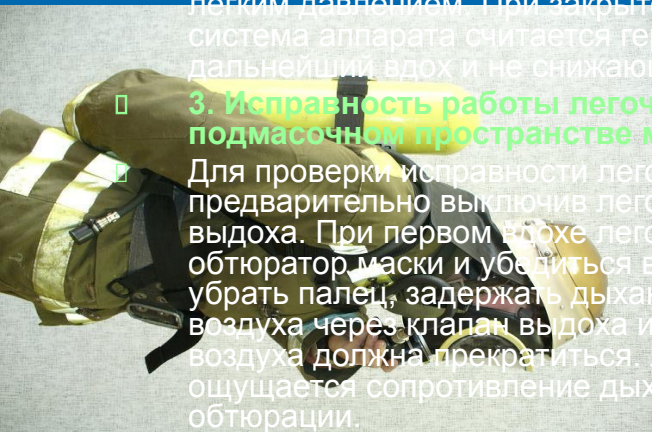 легким давлением. При закрыт
система аппарата считается ге
дальнейший вдох и не снижаю
3. Исправность работы легоч
подмасочном пространстве м
Для проверки исправности лего
предварительно выключив лего
выдоха. При первом вдохе лего
обтюратор маски и убедиться в
убрать палец, задержать дыха
воздуха через клапан выдоха и
воздуха должна прекратиться.
ощущается сопротивление дых
обтюрации.